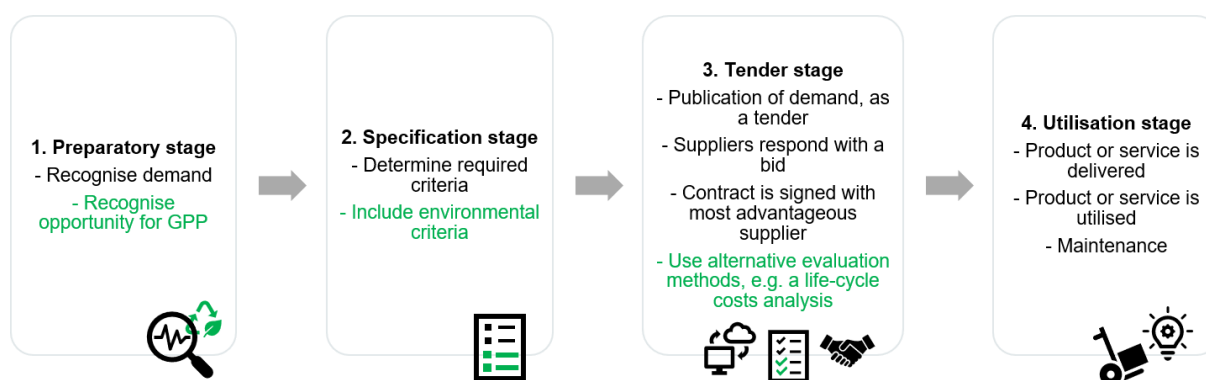 1. Preparatory stage
- Recognise demand
- Recognise
opportunity for GPP
2. Specification stage
- Determine required
criteria
- Include environmental
criteria
3. Tender stage
- Publication of demand, as
a tender
- Suppliers respond with a
bid
- Contract is signed with
most advantageous
supplier
- Use alternative evaluation
methods, e.g. a life-cycle
costs analysis
4. Utilisation stage
- Product or service is
delivered
- Product or service is
utilised
- Maintenance